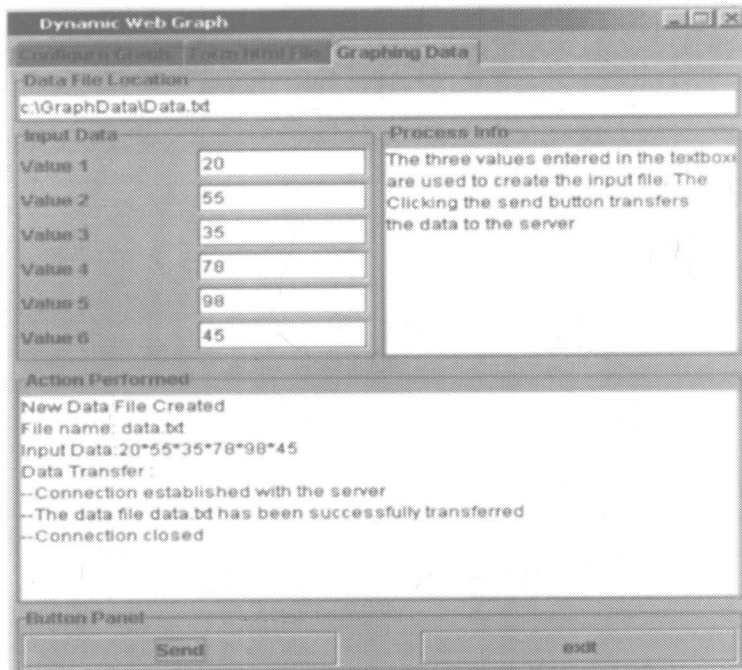 Dynamic Web Graph
Configure Graph Form html File Graphing Data
Data File Location
c:\GraphData\Data.txt
Input Data
Value 1 20
Value 2 55
Value 3 35
Value 4 78
Value 5 98
Value 6 45
Process Info
The three values entered in the textboxe
are used to create the input file. The
Clicking the send button transfers
the data to the server
Action Performed
New Data File Created
File name: data.txt
Input Data:20*55*35*78*98*45
Data Transfer :
--Connection established with the server
--The data file data.txt has been successfully transferred
--Connection closed
Button Panel
Send exit